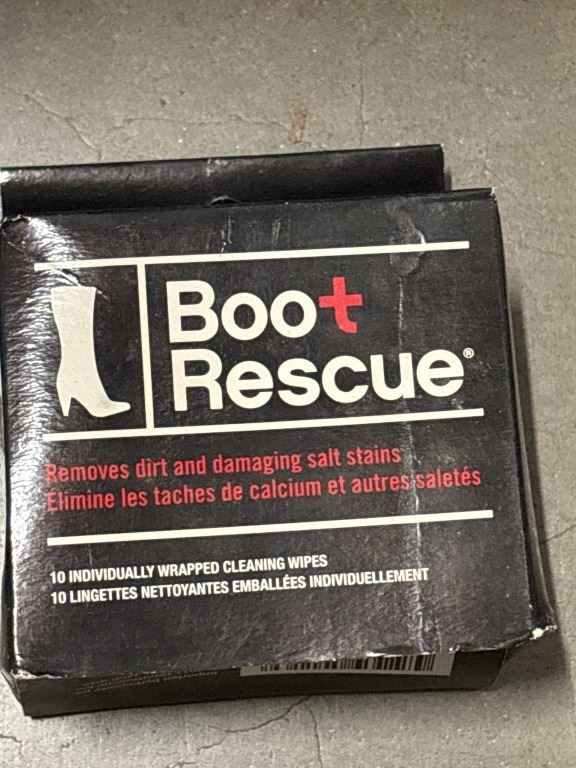 Boot
Rescue®
Removes dirt and damaging salt stains
Élimine les taches de calcium et autres saletés
10 INDIVIDUALLY WRAPPED CLEANING WIPES
10 LINGETTES NETTOYANTES EMBALLÉES INDIVIDUELLEMENT